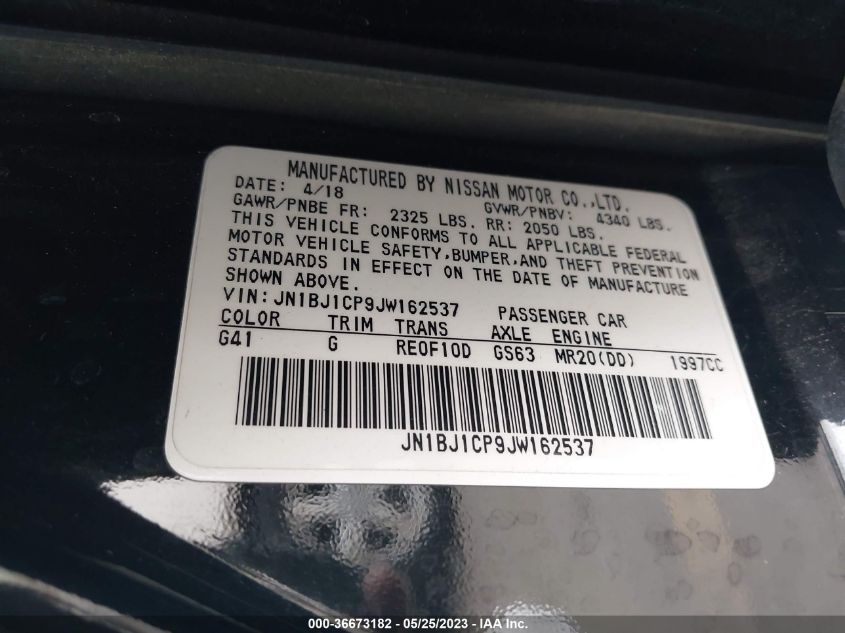 MANUFACTURED BY NISSAN MOTOR CO.,LTD.
DATE: 4/18 GVWR/PNBV: 4340 LBS.
GAWR/PNBE FR: 2325 LBS. RR: 2050 LBS.
THIS VEHICLE CONFORMS TO ALL APPLICABLE FEDERAL
MOTOR VEHICLE SAFETY,BUMPER,AND THEFT PREVENTION
STANDARDS IN EFFECT ON THE DATE OF MANUFACTURE
SHOWN ABOVE.
VIN:JN1BJ1CP9JW162537 PASSENGER CAR
COLOR TRIM TRANS AXLE ENGINE
G41 G RE0F10D GS63 MR20(DD) 1997CC
JN1BJ1CP9JW162537
000-36673182 - 05/25/2023 - IAA Inc.